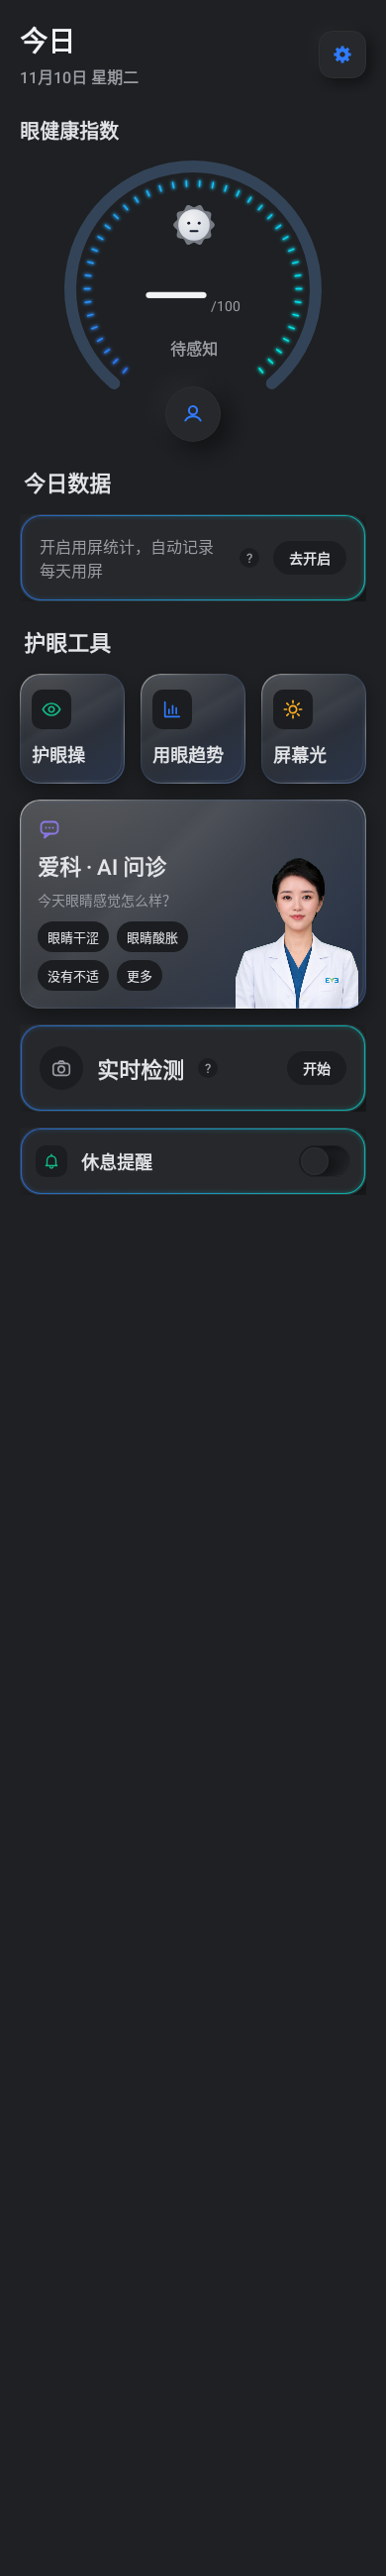 今日
11月10日 星期二
眼健康指数
/100
待感知
今日数据
开启用屏统计，自动记录
每天用屏
?
去开启
护眼工具
护眼操
用眼趋势
屏幕光
爱科 · AI 问诊
今天眼睛感觉怎么样?
眼睛干涩
眼睛酸胀
没有不适
更多
EYE
实时检测
?
开始
休息提醒